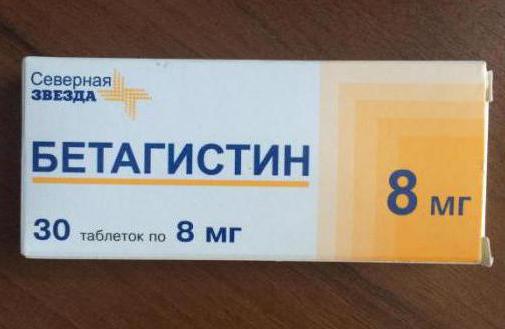 Северная
ЗВЕЗДА
БЕТАГИСТИН
8 мг
30 таблеток по 8 мг